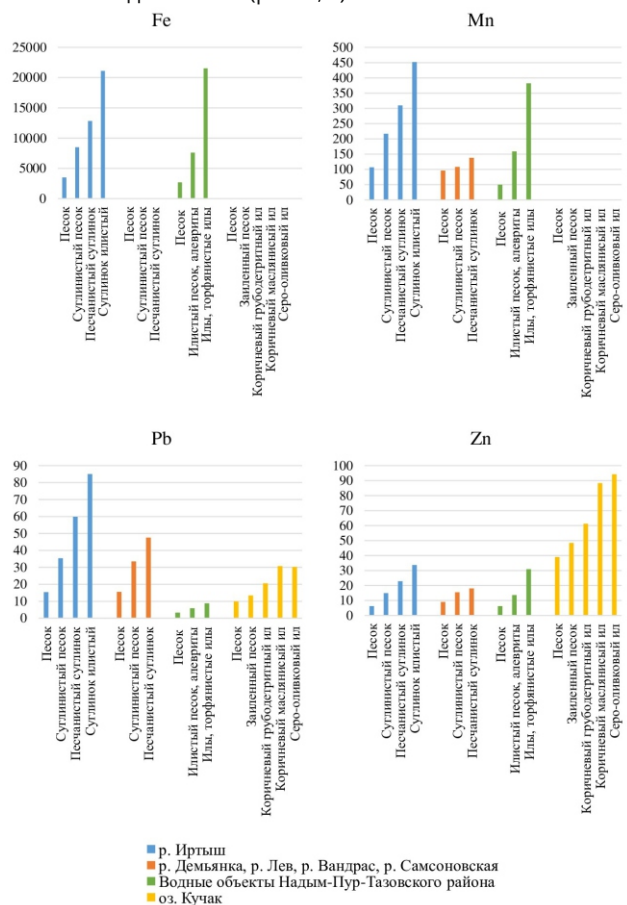 Fe
25000
20000
15000
10000
5000
0
Песок
Суглинистый песок
Песчанистый суглинок
Суглинок илистый
Песок
Суглинистый песок
Песчанистый суглинок
Песок
Илистый песок, алевриты
Илы, торфянистые илы
Песок
Заиленный песок
Коричневый грубодетритный ил
Коричневый маслянисый ил
Серо-оливковый ил
Mn
500
450
400
350
300
250
200
150
100
50
0
Песок
Суглинистый песок
Песчанистый суглинок
Суглинок илистый
Песок
Суглинистый песок
Песчанистый суглинок
Песок
Илистый песок, алевриты
Илы, торфянистые илы
Песок
Заиленный песок
Коричневый грубодетритный ил
Коричневый маслянисый ил
Серо-оливковый ил
Pb
90
80
70
60
50
40
30
20
10
0
Песок
Суглинистый песок
Песчанистый суглинок
Суглинок илистый
Песок
Суглинистый песок
Песчанистый суглинок
Песок
Илистый песок, алевриты
Илы, торфянистые илы
Песок
Заиленный песок
Коричневый грубодетритный ил
Коричневый маслянисый ил
Серо-оливковый ил
Zn
100
90
80
70
60
50
40
30
20
10
0
Песок
Суглинистый песок
Песчанистый суглинок
Суглинок илистый
Песок
Суглинистый песок
Песчанистый суглинок
Песок
Илистый песок, алевриты
Илы, торфянистые илы
Песок
Заиленный песок
Коричневый грубодетритный ил
Коричневый маслянисый ил
Серо-оливковый ил
р. Иртыш
р. Демьянка, р. Лев, р. Вандрас, р. Самсоновская
Водные объекты Надым-Пур-Тазовского района
оз. Кучак